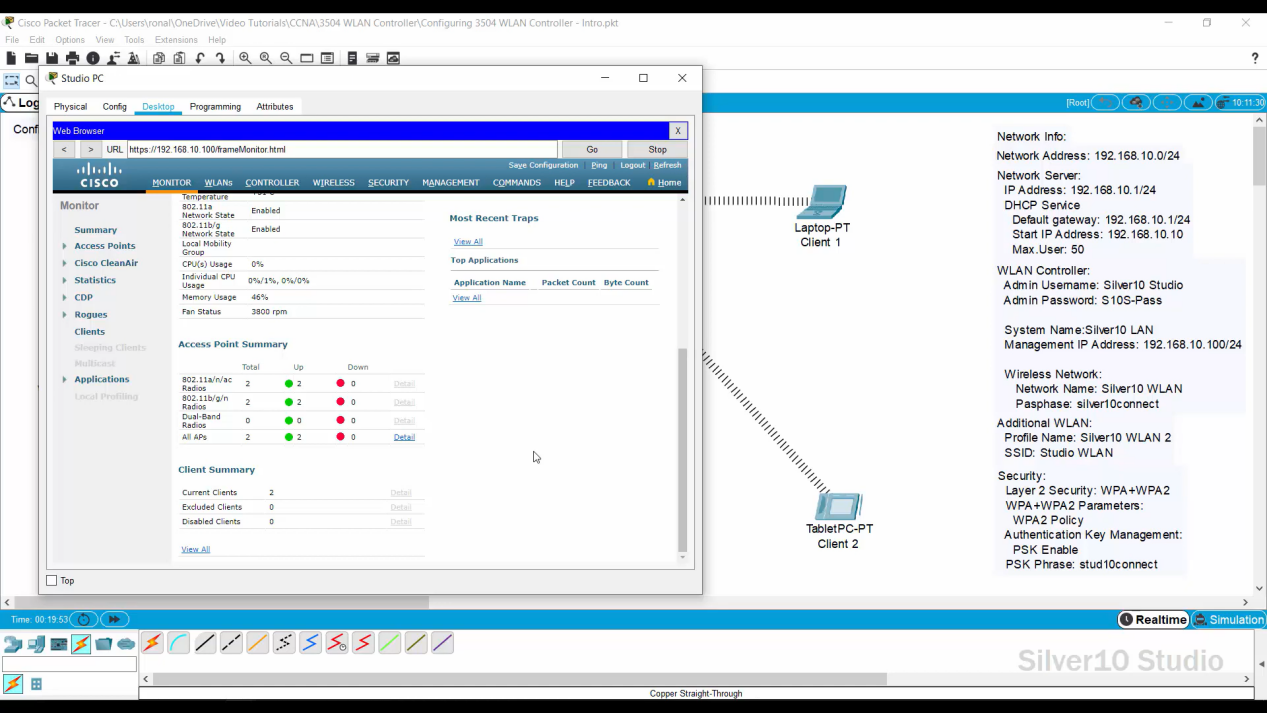 Cisco Packet Tracer - C:\Users\ronal\OneDrive\Video Tutorials\CCNA\3504 WLAN Controller\Configuring 3504 WLAN Controller - Intro.pkt
File Edit Options View Tools Extensions Help
?
Studio PC
Physical Config Desktop Programming Attributes
Web Browser X
< > URL https://192.168.10.100/frameMonitor.html Go Stop
Save Configuration Ping Logout Refresh
CISCO MONITOR WLANs CONTROLLER WIRELESS SECURITY MANAGEMENT COMMANDS HELP FEEDBACK Home
Monitor
Summary
Access Points
Cisco CleanAir
Statistics
CDP
Rogues
Clients
Sleeping Clients
Multicast
Applications
Local Profiling
Temperature
802.11a Network State Enabled
802.11b/g Network State Enabled
Local Mobility Group
CPU(s) Usage 0%
Individual CPU Usage 0%/1%, 0%/0%
Memory Usage 46%
Fan Status 3800 rpm
Access Point Summary
Total Up Down
802.11a/n/ac Radios 2 2 0 Detail
802.11b/g/n Radios 2 2 0 Detail
Dual-Band Radios 0 0 0 Detail
All APs 2 2 0 Detail
Client Summary
Current Clients 2 Detail
Excluded Clients 0 Detail
Disabled Clients 0 Detail
View All
Most Recent Traps
View All
Top Applications
Application Name Packet Count Byte Count
View All
Top
Log
Conf
[Root] 10:11:30
Laptop-PT
Client 1
TabletPC-PT
Client 2
Network Info:
Network Address: 192.168.10.0/24
Network Server:
IP Address: 192.168.10.1/24
DHCP Service
Default gateway: 192.168.10.1/24
Start IP Address: 192.168.10.10
Max.User: 50
WLAN Controller:
Admin Username: Silver10 Studio
Admin Password: S10S-Pass
System Name:Silver10 LAN
Management IP Address: 192.168.10.100/24
Wireless Network:
Network Name: Silver10 WLAN
Pasphase: silver10connect
Additional WLAN:
Profile Name: Silver10 WLAN 2
SSID: Studio WLAN
Security:
Layer 2 Security: WPA+WPA2
WPA+WPA2 Parameters:
WPA2 Policy
Authentication Key Management:
PSK Enable
PSK Phrase: stud10connect
Time: 00:19:53 Realtime Simulation
Silver10 Studio
Copper Straight-Through